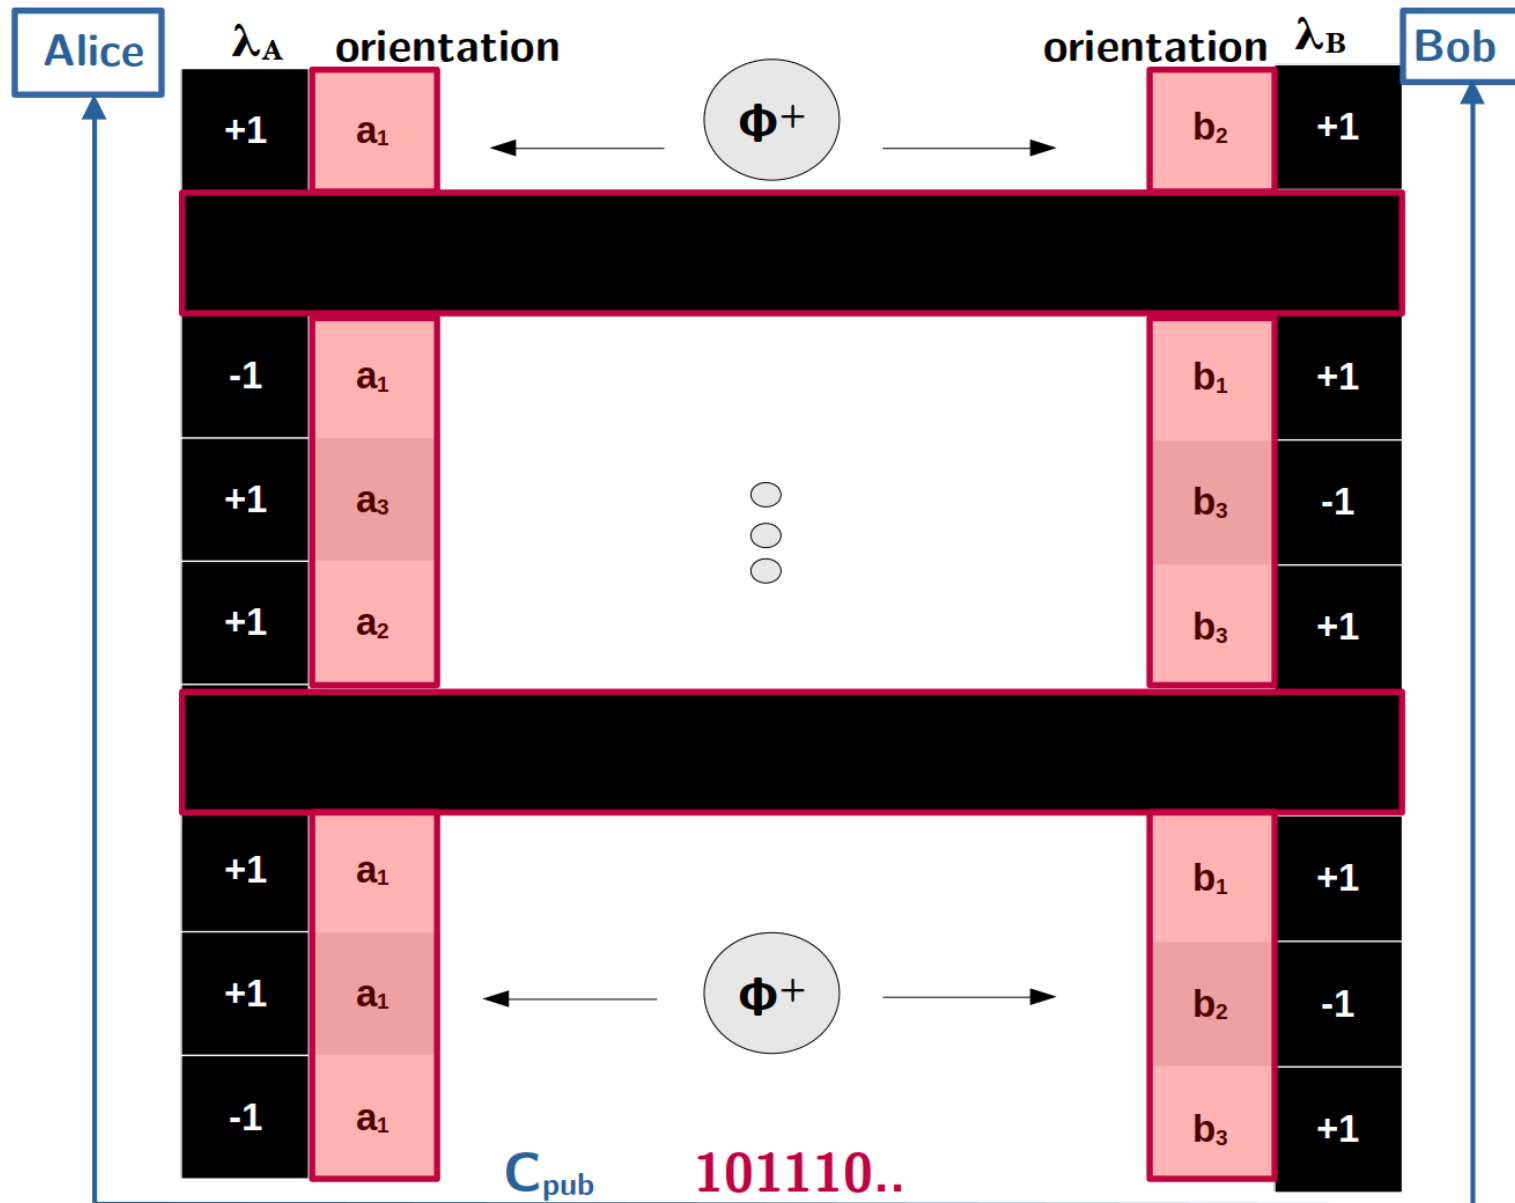 Alice λA orientation orientation λB Bob
+1 a1 Φ+ b2 +1
-1 a1 b1 +1
+1 a3 b3 -1
+1 a2 b3 +1
+1 a1 b1 +1
+1 a1 Φ+ b2 -1
-1 a1 b3 +1
Cpub 101110..